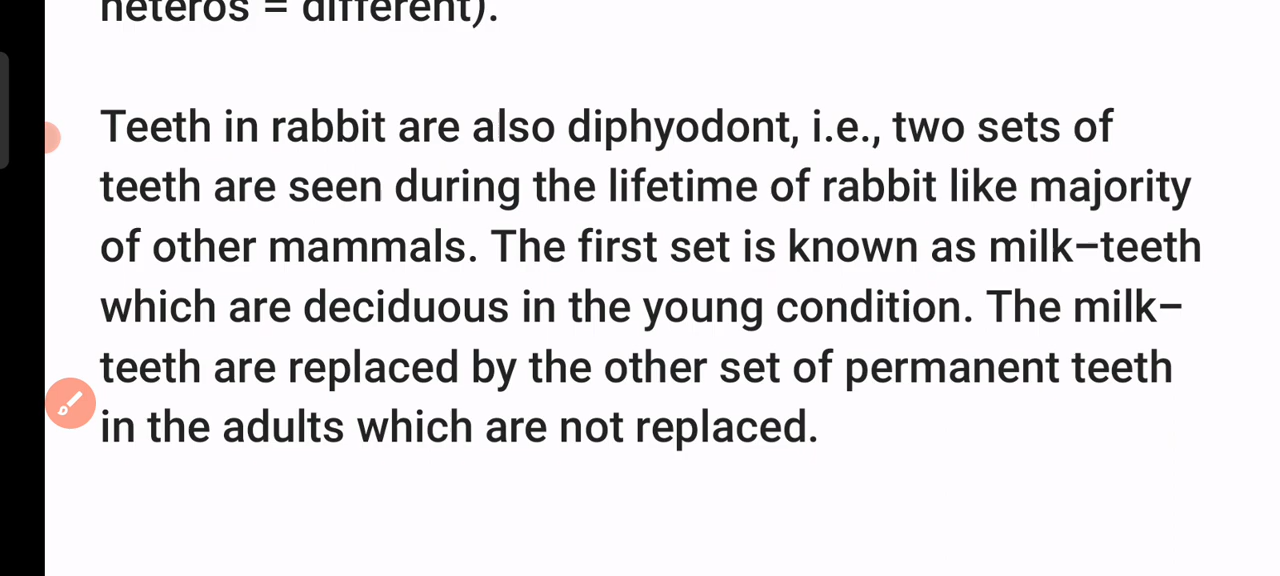 heteros = different).
Teeth in rabbit are also diphyodont, i.e., two sets of
teeth are seen during the lifetime of rabbit like majority
of other mammals. The first set is known as milk–teeth
which are deciduous in the young condition. The milk–
teeth are replaced by the other set of permanent teeth
in the adults which are not replaced.